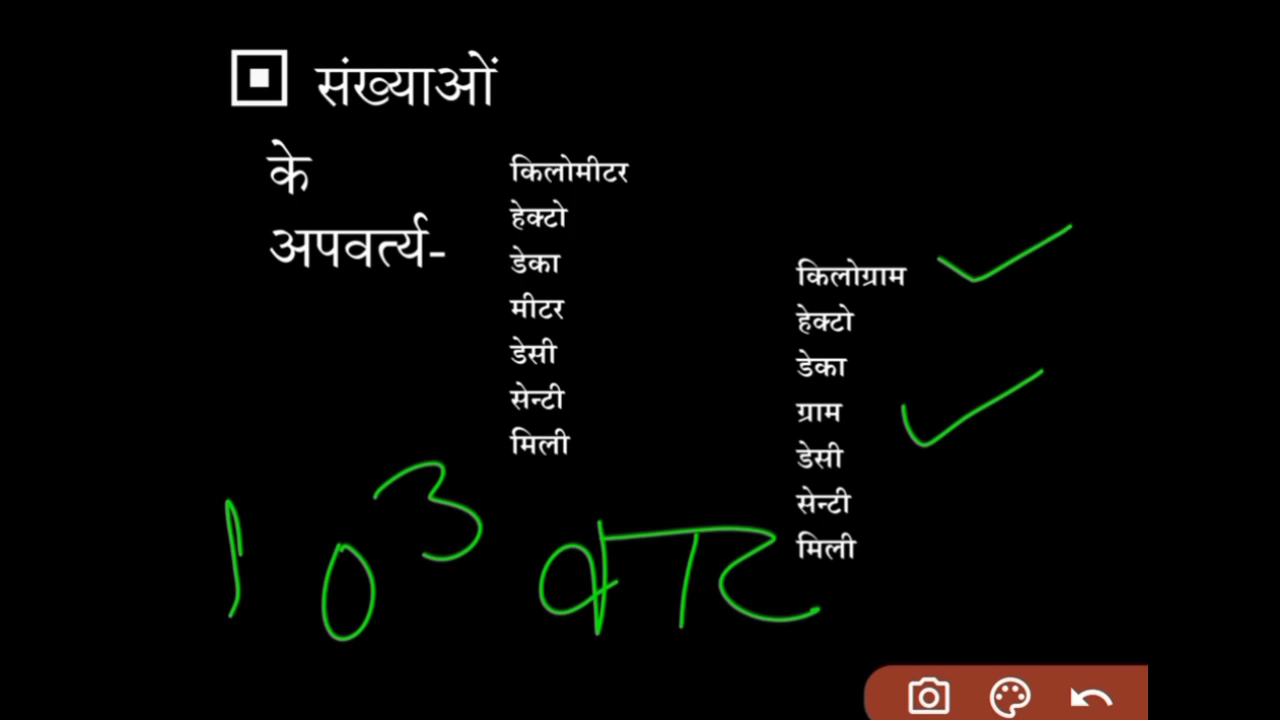 संख्याओं
के
अपवर्त्य-
किलोमीटर
हेक्टो
डेका
मीटर
डेसी
सेन्टी
मिली
किलोग्राम
हेक्टो
डेका
ग्राम
डेसी
सेन्टी
मिली
10³ वाट